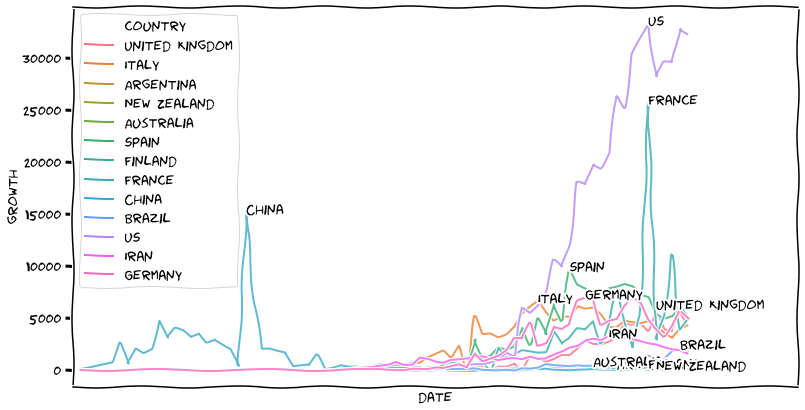 US
COUNTRY
UNITED KINGDOM
ITALY
ARGENTINA
NEW ZEALAND
AUSTRALIA
SPAIN
FINLAND
FRANCE
CHINA
BRAZIL
US
IRAN
GERMANY
30000
25000
20000
15000
10000
5000
0
GROWTH
FRANCE
CHINA
SPAIN
ITALY
GERMANY
UNITED KINGDOM
IRAN
BRAZIL
NEW ZEALAND
DATE